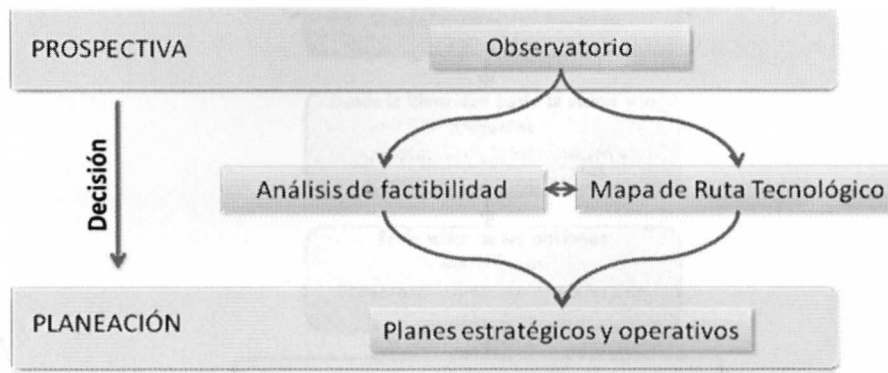 PROSPECTIVA
Observatorio
Decisión
Análisis de factibilidad
Mapa de Ruta Tecnológico
PLANEACIÓN
Planes estratégicos y operativos